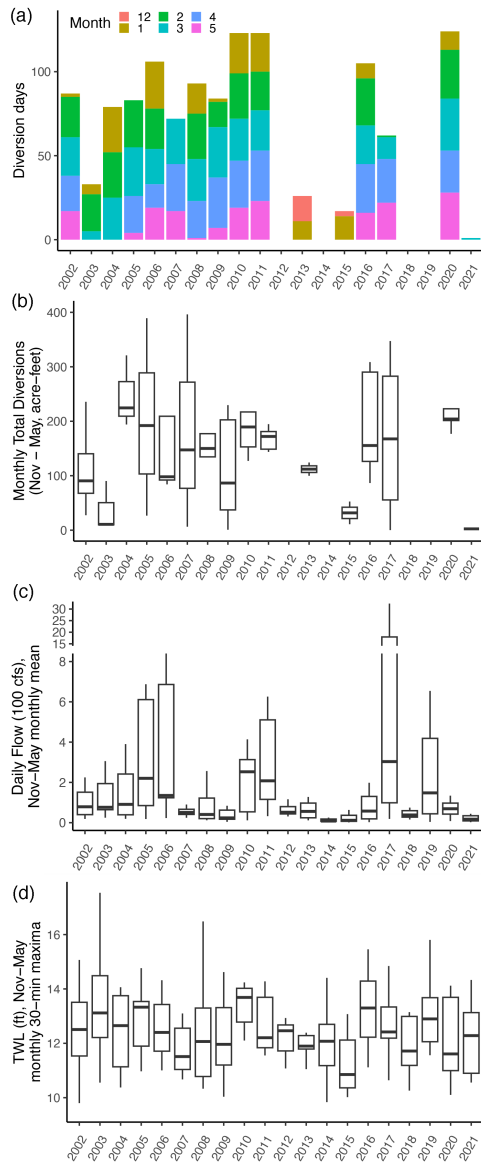 (a)
Month 12 2 4
1 3 5
Diversion days
100
50
0
2002 2003 2004 2005 2006 2007 2008 2009 2010 2011 2012 2013 2014 2015 2016 2017 2018 2019 2020 2021
(b)
Monthly Total Diversions
(Nov − May, acre−feet)
400
300
200
100
0
2002 2003 2004 2005 2006 2007 2008 2009 2010 2011 2012 2013 2014 2015 2016 2017 2018 2019 2020 2021
(c)
Daily Flow (100 cfs),
Nov−May monthly mean
30
25
20
15
8
6
4
2
0
2002 2003 2004 2005 2006 2007 2008 2009 2010 2011 2012 2013 2014 2015 2016 2017 2018 2019 2020 2021
(d)
TWL (ft), Nov−May
monthly 30−min maxima
16
14
12
10
2002 2003 2004 2005 2006 2007 2008 2009 2010 2011 2012 2013 2014 2015 2016 2017 2018 2019 2020 2021